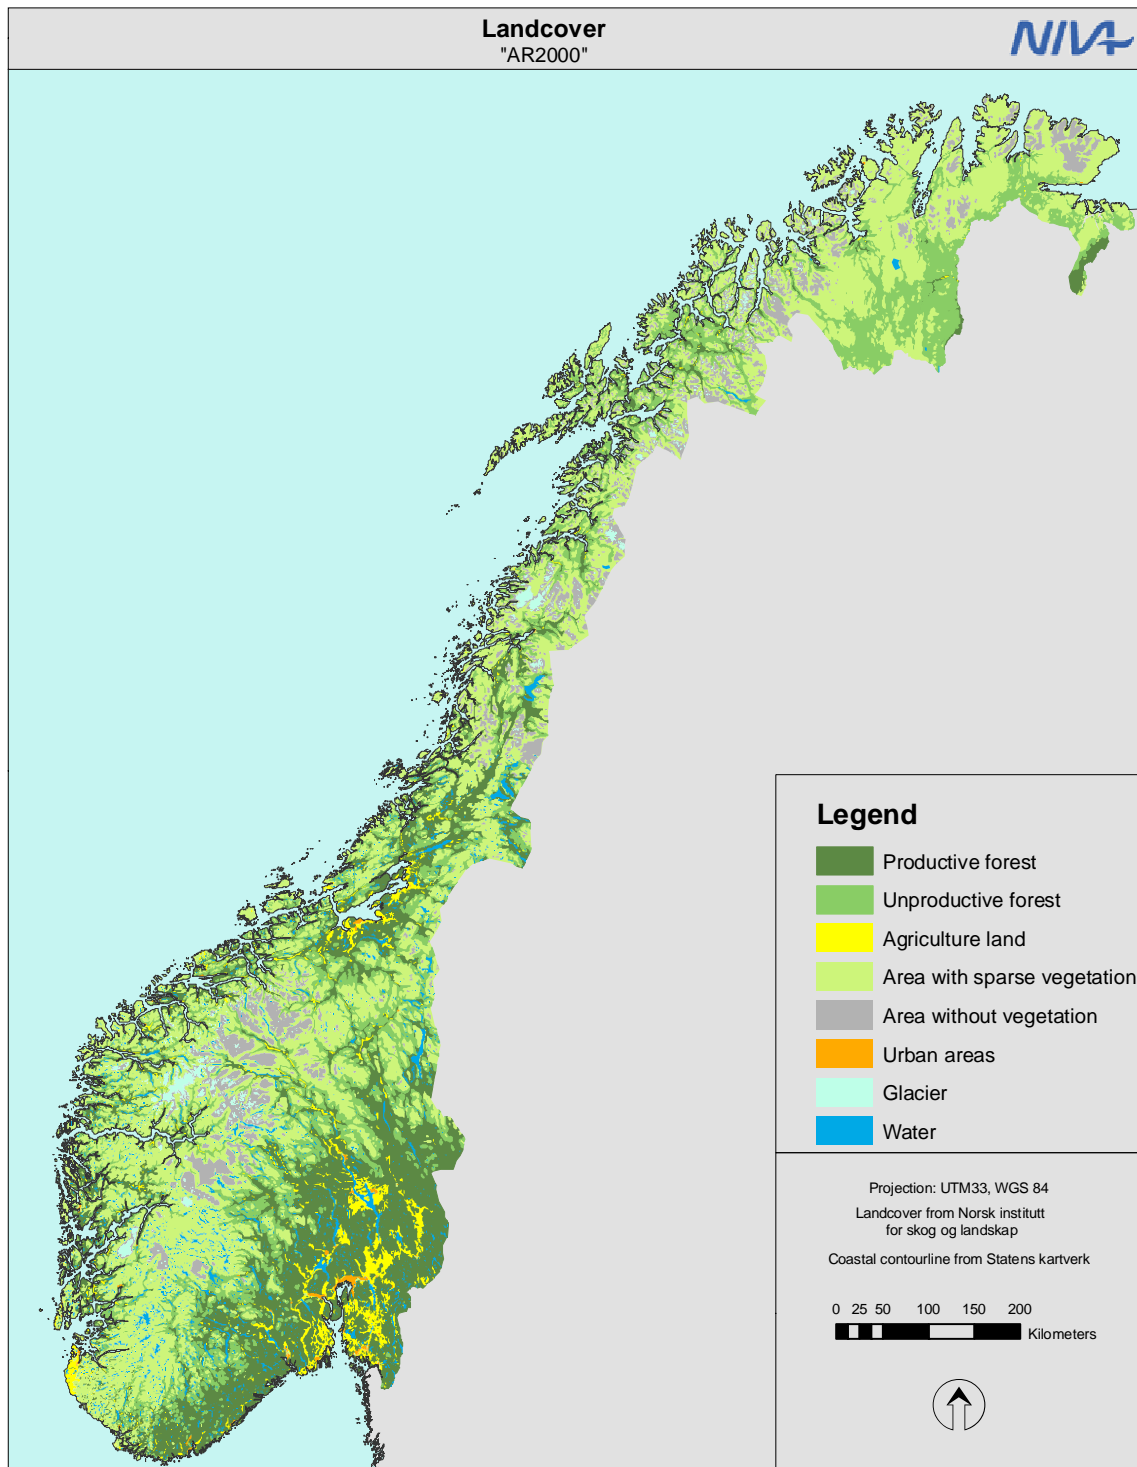 Landcover
"AR2000"
NIVA
Legend
Productive forest
Unproductive forest
Agriculture land
Area with sparse vegetation
Area without vegetation
Urban areas
Glacier
Water
Projection: UTM33, WGS 84
Landcover from Norsk institutt
for skog og landskap
Coastal contourline from Statens kartverk
0 25 50 100 150 200
Kilometers